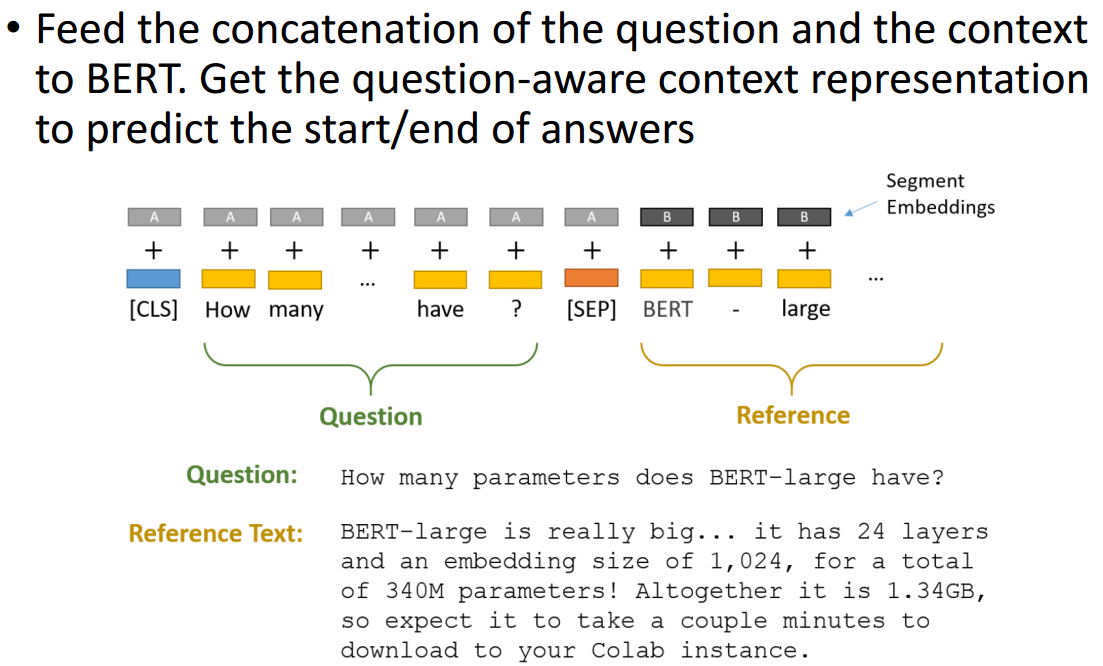 • Feed the concatenation of the question and the context
to BERT. Get the question-aware context representation
to predict the start/end of answers
Segment
Embeddings
A A A A A A A B B B
+ + + + + + + + + +
... ...
[CLS] How many have ? [SEP] BERT - large
Question Reference
Question: How many parameters does BERT-large have?
Reference Text: BERT-large is really big... it has 24 layers
and an embedding size of 1,024, for a total
of 340M parameters! Altogether it is 1.34GB,
so expect it to take a couple minutes to
download to your Colab instance.